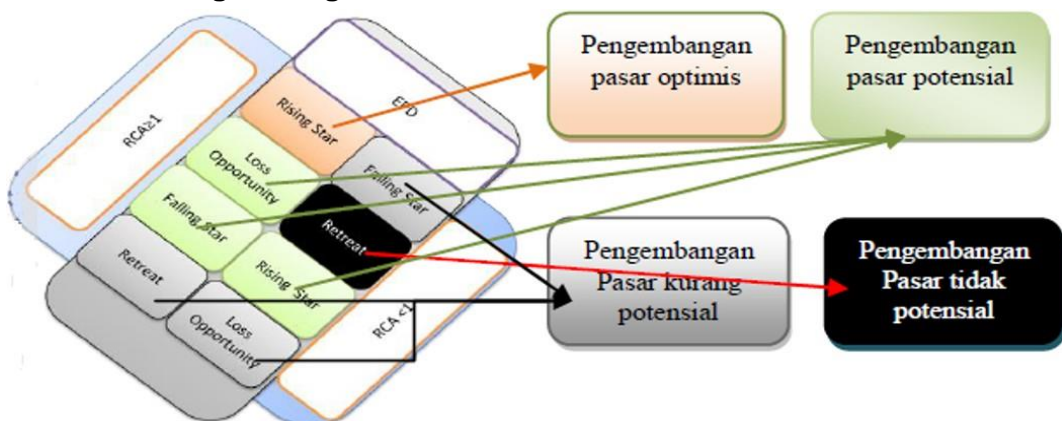 Pengembangan
pasar optimis
Pengembangan
pasar potensial
EPD
RCA≥1
Rising Star
Loss
Opportunity
Falling Star
Falling Star
Retreat
Retreat
Rising Star
Loss
Opportunity
RCA <1
Pengembangan
Pasar kurang
potensial
Pengembangan
Pasar tidak
potensial